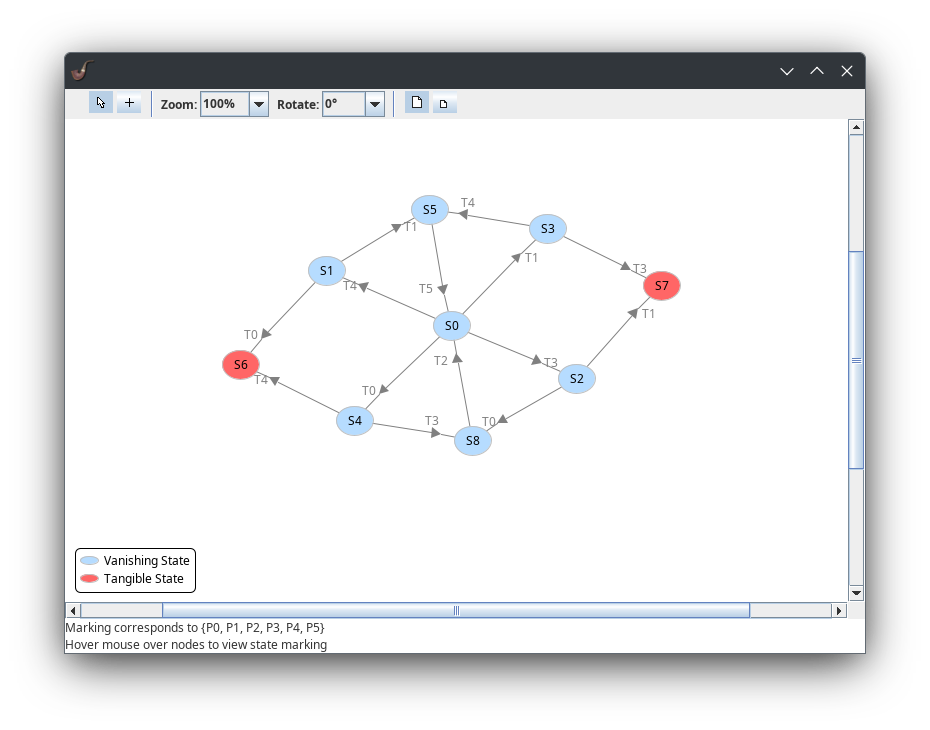 Zoom: 100% Rotate: 0°
S5
T4
T1
S3
T1
S1
T3
T4
T5
S7
T1
S0
T0
T2
T3
S6
T4
T0
S2
S4
T3
T0
S8
Vanishing State
Tangible State
Marking corresponds to {P0, P1, P2, P3, P4, P5}
Hover mouse over nodes to view state marking